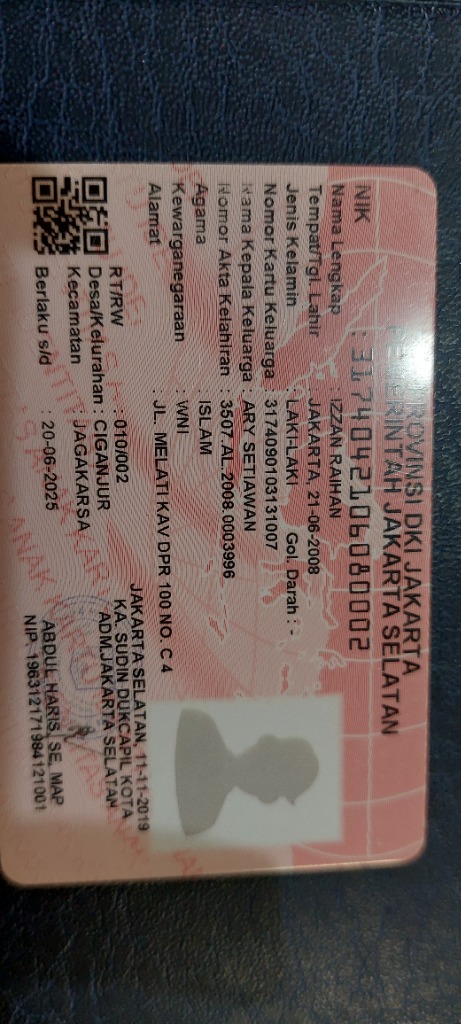 PROVINSI DKI JAKARTA
PEMERINTAH JAKARTA SELATAN
NIK : 3174042106080002
Nama Lengkap : IZZAN RAIHAN
Tempat/Tgl. Lahir : JAKARTA, 21-06-2008
Jenis Kelamin : LAKI-LAKI Gol. Darah : -
Nomor Kartu Keluarga : 3174090103131007
Nama Kepala Keluarga : ARY SETIAWAN
Nomor Akta Kelahiran : 3507.AL.2008.0003996
Agama : ISLAM
Kewarganegaraan : WNI
Alamat : JL. MELATI KAV DPR 100 NO. C 4
RT/RW : 010/002
Desa/Kelurahan : CIGANJUR
Kecamatan : JAGAKARSA
Berlaku s/d : 20-06-2025
JAKARTA SELATAN, 11-11-2019
KA. SUDIN DUKCAPIL KOTA
ADM.JAKARTA SELATAN
ABDUL HARIS, SE, MAP
NIP. 196312171984121001